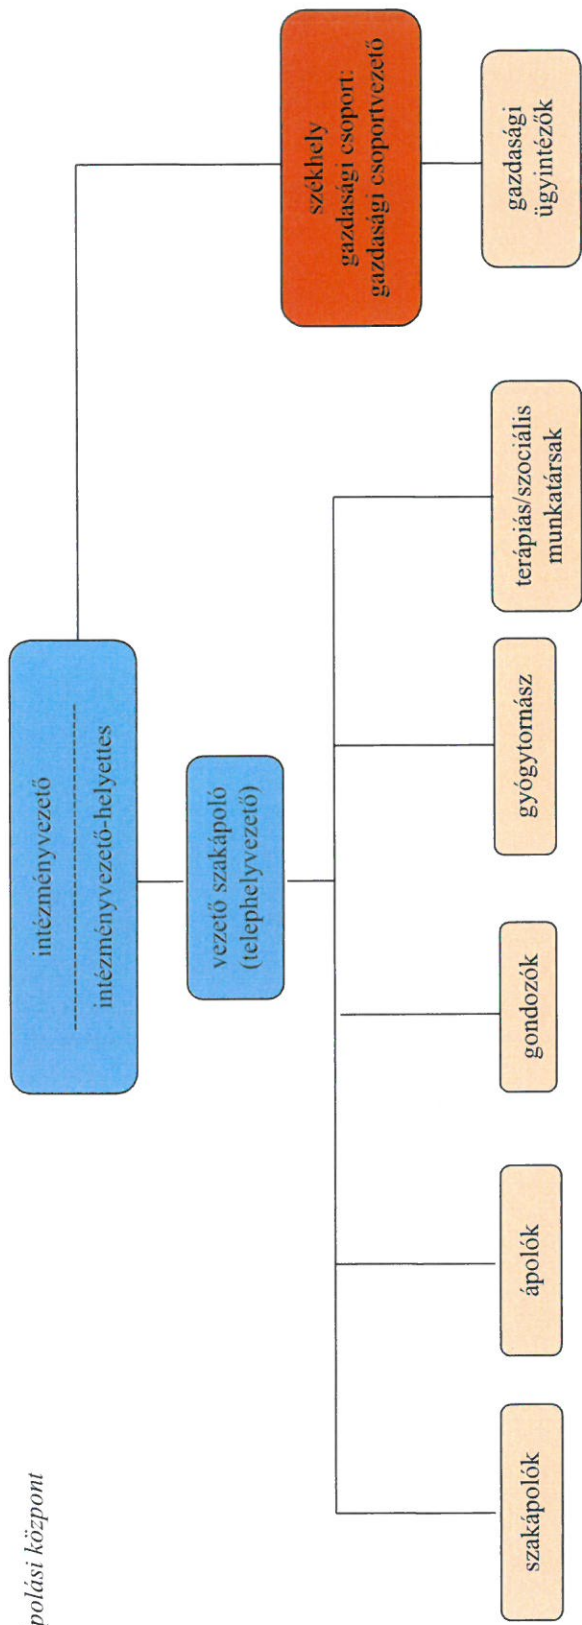 polási központ
intézményvezető
intézményvezető-helyettes
vezető szakápoló
(telephelyvezető)
székhely
gazdasági csoport:
gazdasági csoportvezető
szakápolók
ápolók
gondozók
gyógytornász
terápiás/szociális
munkatársak
gazdasági
ügyintézők